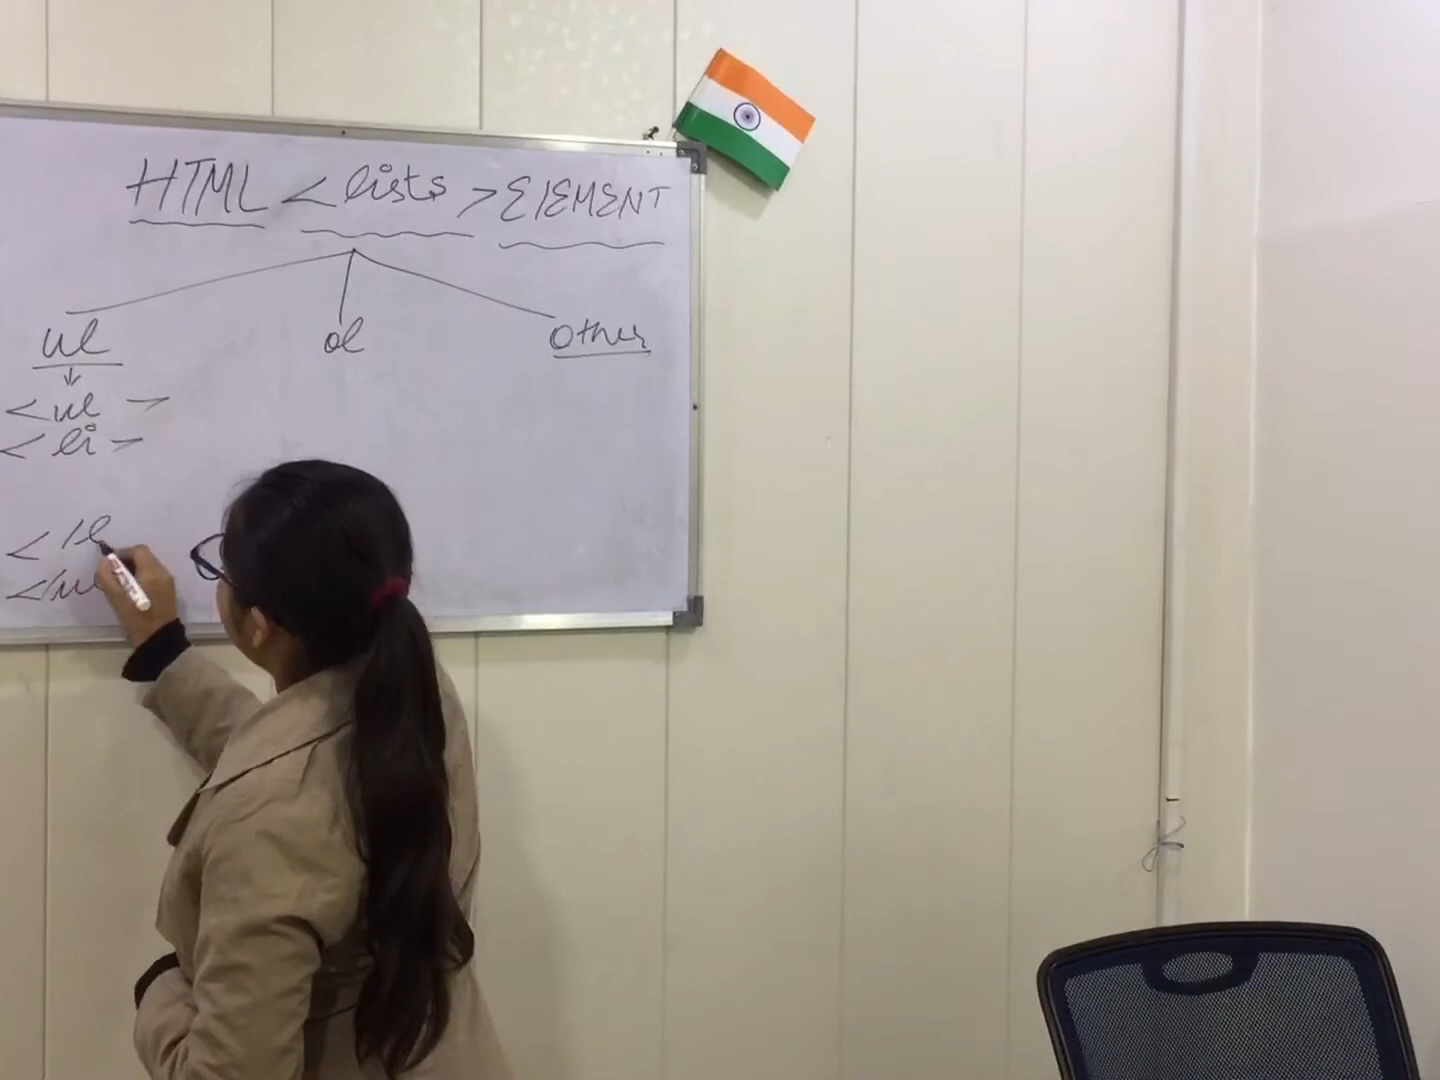 HTML <lists> ELEMENT
ul ol other
<ul >
<li>
</l
</u